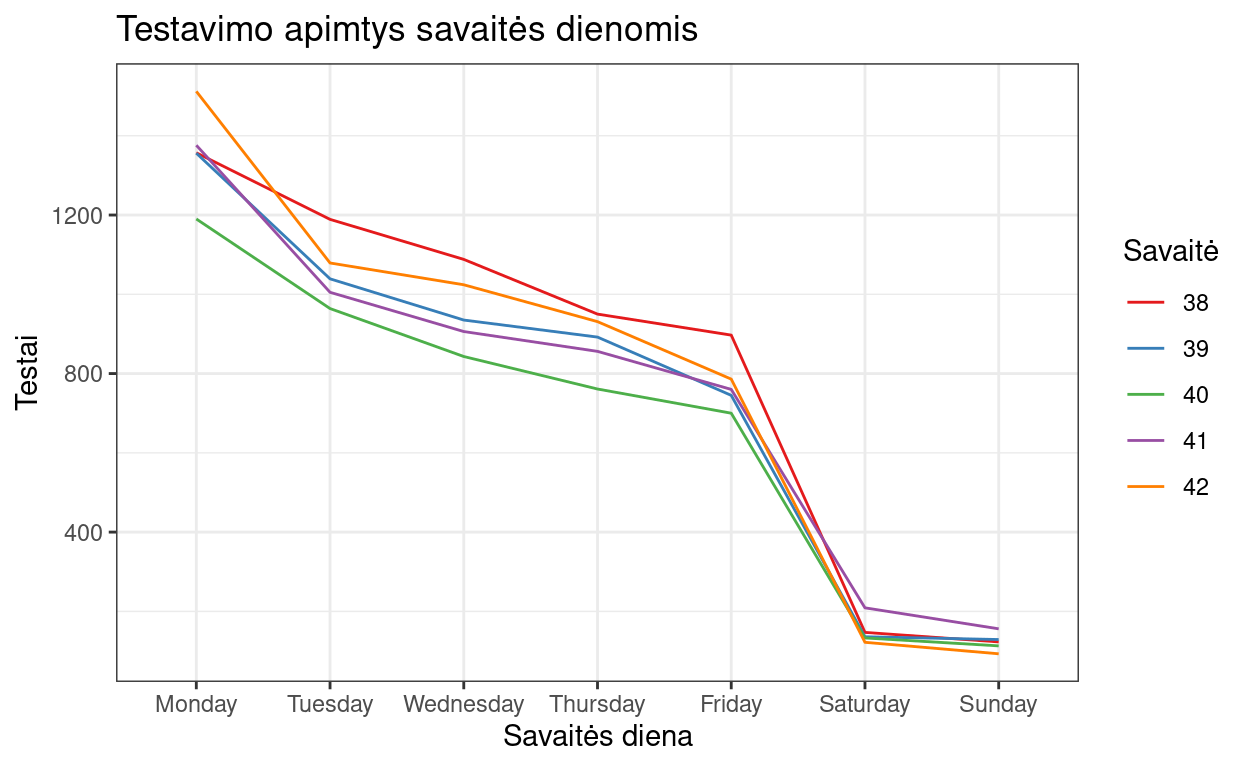 Testavimo apimtys savaitės dienomis
Testai
1200
800
400
Monday Tuesday Wednesday Thursday Friday Saturday Sunday
Savaitės diena
Savaitė
38
39
40
41
42